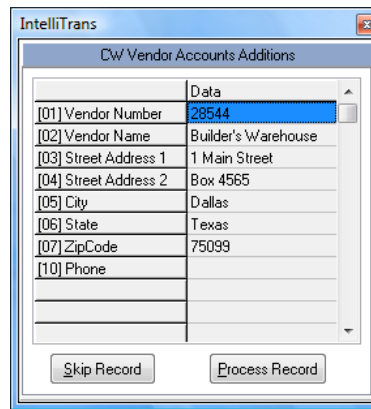 IntelliTrans
CW Vendor Accounts Additions
Data
[01] Vendor Number 28544
[02] Vendor Name Builder's Warehouse
[03] Street Address 1 1 Main Street
[04] Street Address 2 Box 4565
[05] City Dallas
[06] State Texas
[07] ZipCode 75099
[10] Phone
Skip Record Process Record